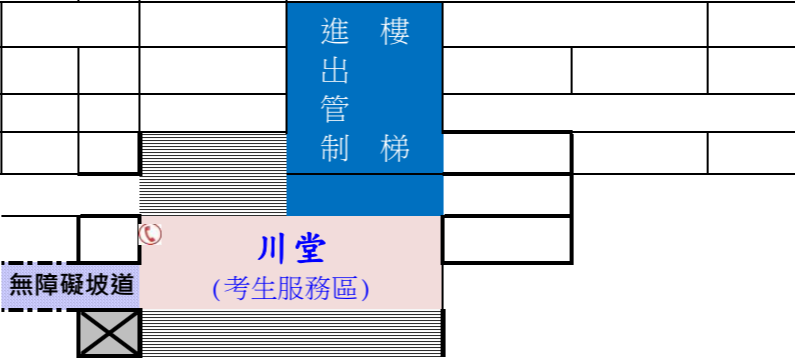 樓梯
進出管制
川堂
(考生服務區)
無障礙坡道